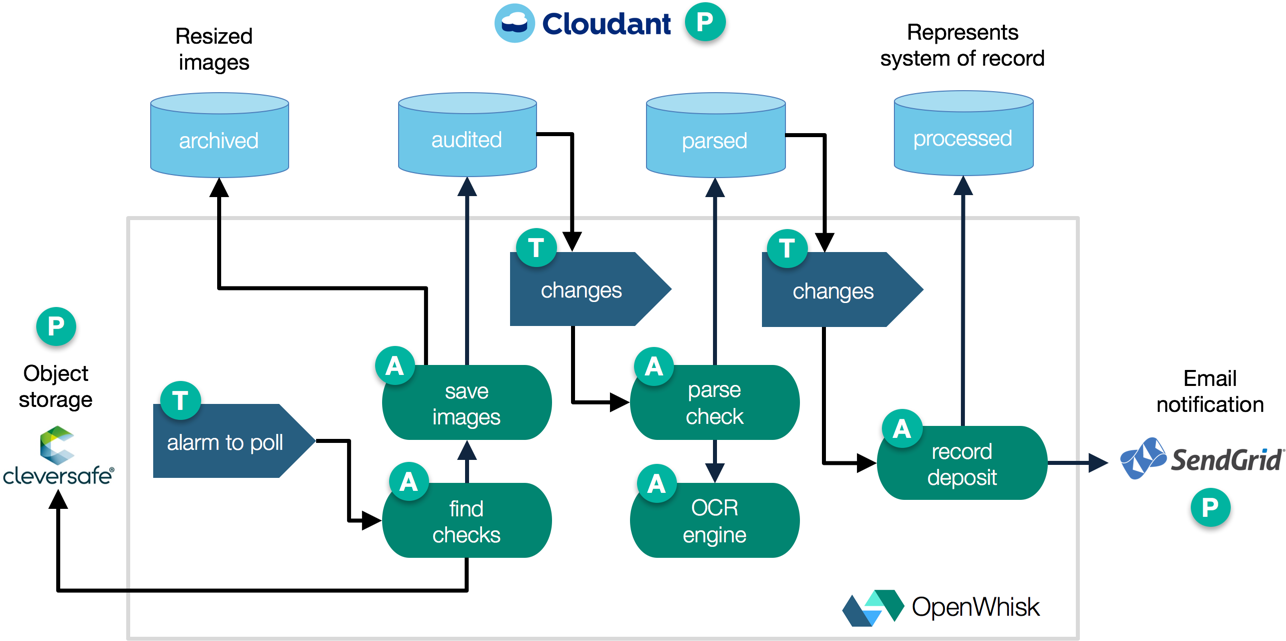 Cloudant
P
Resized
images
Represents
system of record
archived
audited
parsed
processed
T
changes
T
changes
P
Object
storage
cleversafe®
T
alarm to poll
A
save
images
A
find
checks
A
parse
check
A
OCR
engine
A
record
deposit
Email
notification
SendGrid
P
OpenWhisk